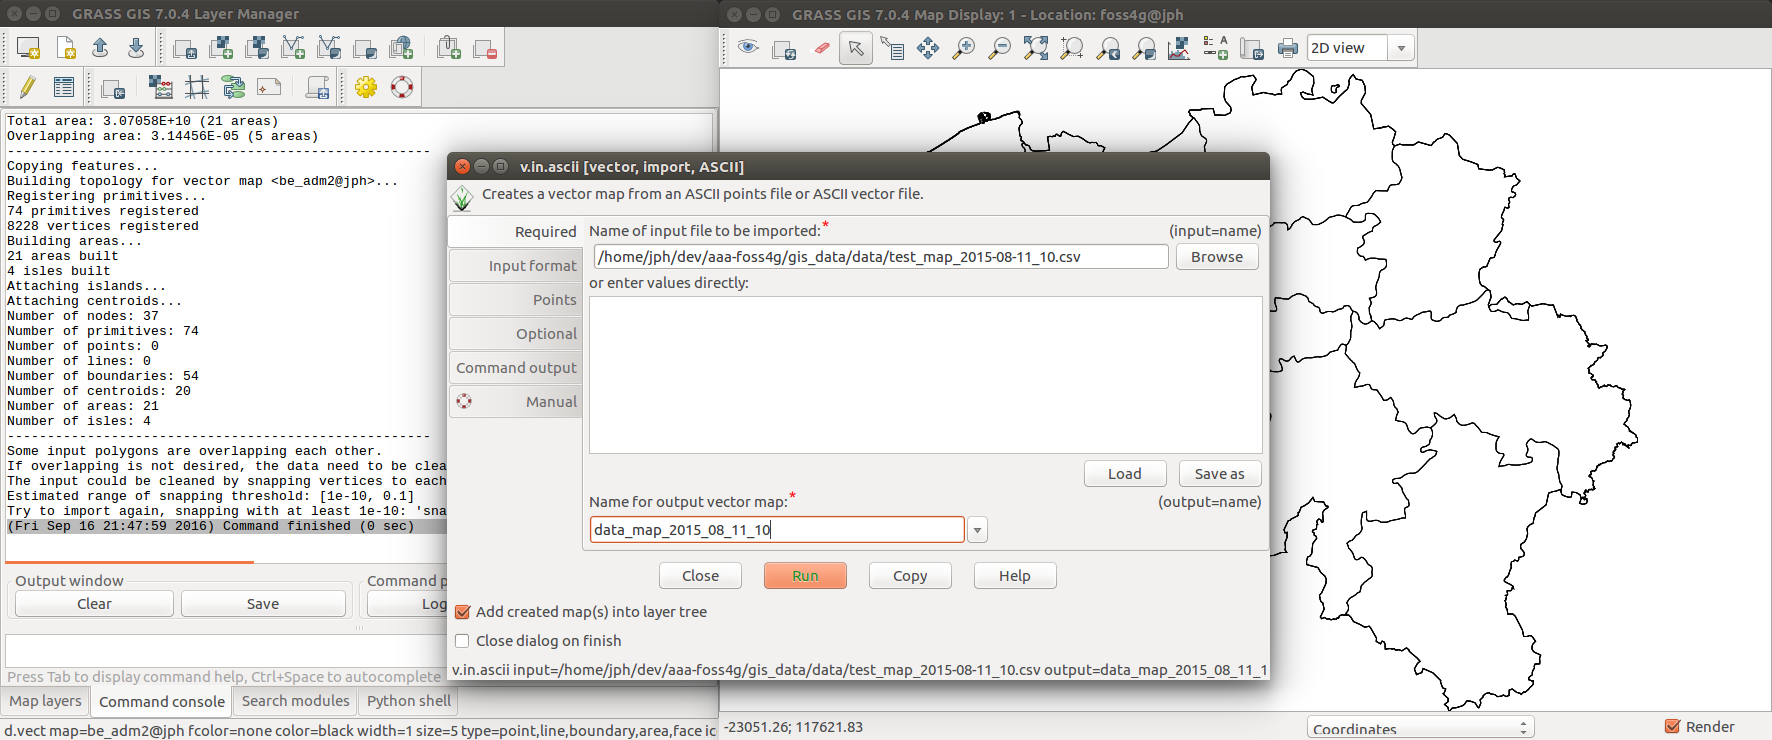 GRASS GIS 7.0.4 Layer Manager
GRASS GIS 7.0.4 Map Display: 1 - Location: foss4g@jph
2D view
Total area: 3.07058E+10 (21 areas)
Overlapping area: 3.14456E-05 (5 areas)
Copying features...
Building topology for vector map <be_adm2@jph>...
Registering primitives...
74 primitives registered
8228 vertices registered
Building areas...
21 areas built
4 isles built
Attaching islands...
Attaching centroids...
Number of nodes: 37
Number of primitives: 74
Number of points: 0
Number of lines: 0
Number of boundaries: 54
Number of centroids: 20
Number of areas: 21
Number of isles: 4
Some input polygons are overlapping each other.
If overlapping is not desired, the data need to be clea
The input could be cleaned by snapping vertices to each
Estimated range of snapping threshold: [1e-10, 0.1]
Try to import again, snapping with at least 1e-10: 'sna
(Fri Sep 16 21:47:59 2016) Command finished (0 sec)
Output window
Command p
Clear
Save
Log
Press Tab to display command help, Ctrl+Space to autocomplete
Map layers
Command console
Search modules
Python shell
d.vect map=be_adm2@jph fcolor=none color=black width=1 size=5 type=point,line,boundary,area,face ic
v.in.ascii [vector, import, ASCII]
Creates a vector map from an ASCII points file or ASCII vector file.
Required
Input format
Points
Optional
Command output
Manual
Name of input file to be imported:* (input=name)
/home/jph/dev/aaa-foss4g/gis_data/data/test_map_2015-08-11_10.csv
Browse
or enter values directly:
Load
Save as
Name for output vector map:* (output=name)
data_map_2015_08_11_10
Close
Run
Copy
Help
Add created map(s) into layer tree
Close dialog on finish
v.in.ascii input=/home/jph/dev/aaa-foss4g/gis_data/data/test_map_2015-08-11_10.csv output=data_map_2015_08_11_1
-23051.26; 117621.83
Coordinates
Render